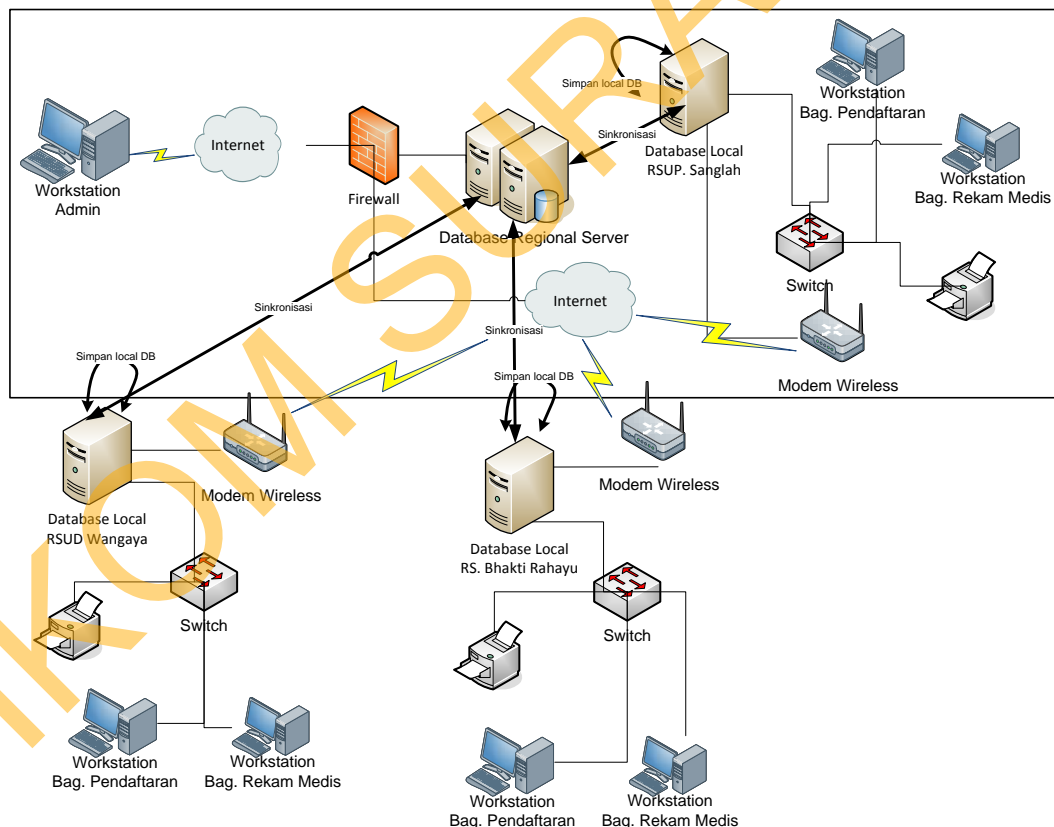 Simpan local DB
Workstation
Bag. Pendaftaran
Internet
Sinkronisasi
Database Local
RSUP. Sanglah
Workstation
Bag. Rekam Medis
Workstation
Admin
Firewall
Database Regional Server
Switch
Internet
Sinkronisasi
Sinkronisasi
Simpan local DB
Simpan local DB
Modem Wireless
Modem Wireless
Modem Wireless
Database Local
RSUD Wangaya
Database Local
RS. Bhakti Rahayu
Switch
Switch
Workstation
Bag. Pendaftaran
Workstation
Bag. Rekam Medis
Workstation
Bag. Pendaftaran
Workstation
Bag. Rekam Medis
IKOM SURA